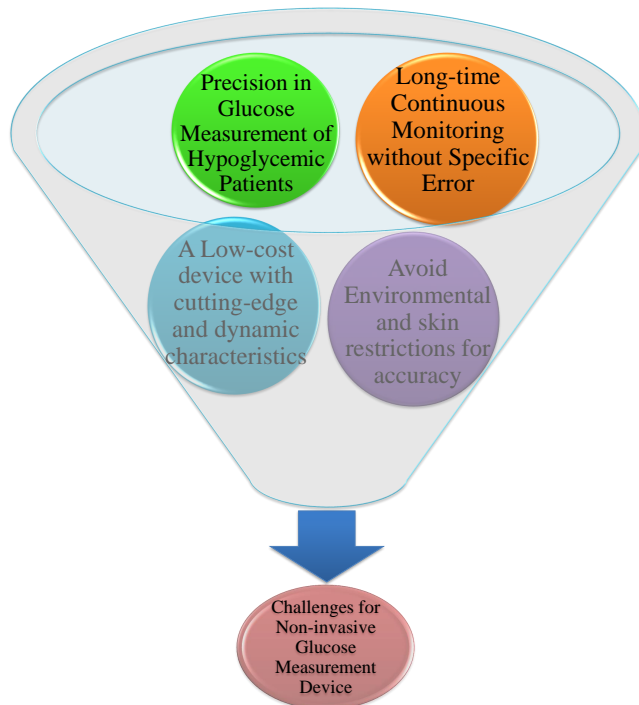 Precision in
Glucose
Measurement of
Hypoglycemic
Patients
Long-time
Continuous
Monitoring
without Specific
Error
A Low-cost
device with
cutting-edge
and dynamic
characteristics
Avoid
Environmental
and skin
restrictions for
accuracy
Challenges for
Non-invasive
Glucose
Measurement
Device